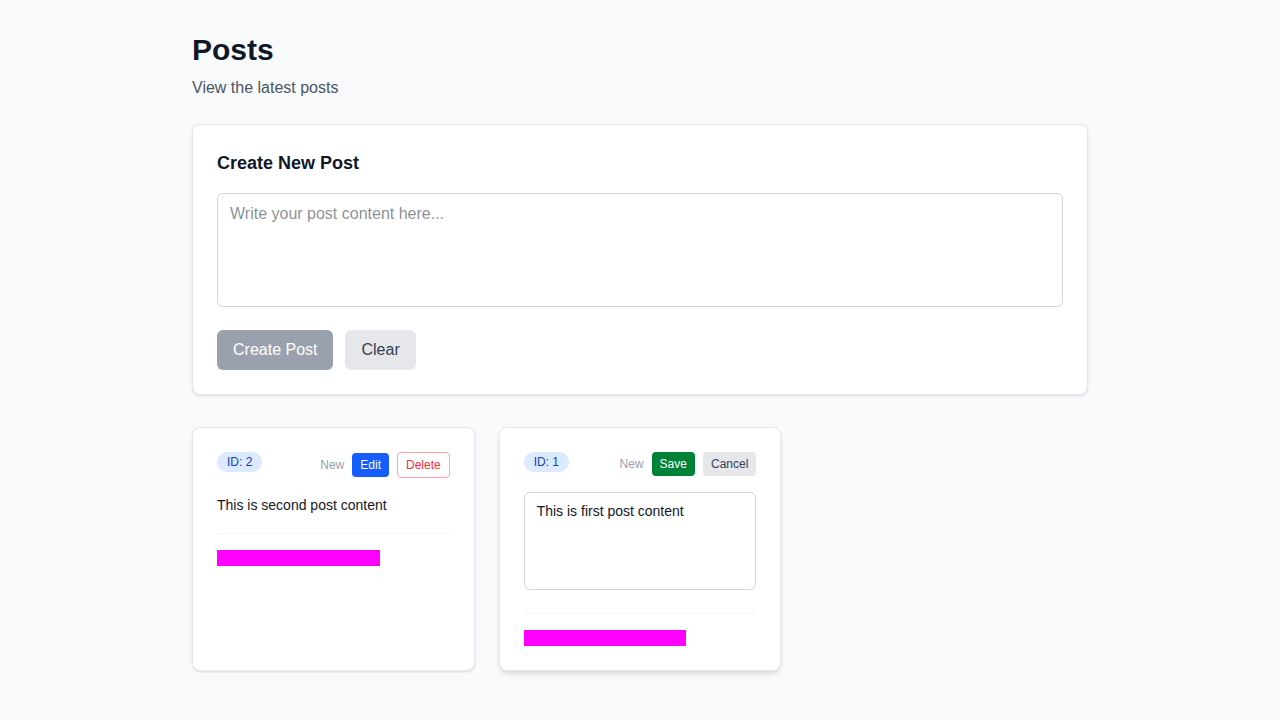 Posts
View the latest posts
Create New Post
Write your post content here...
Create Post
Clear
ID: 2
New
Edit
Delete
This is second post content
ID: 1
New
Save
Cancel
This is first post content